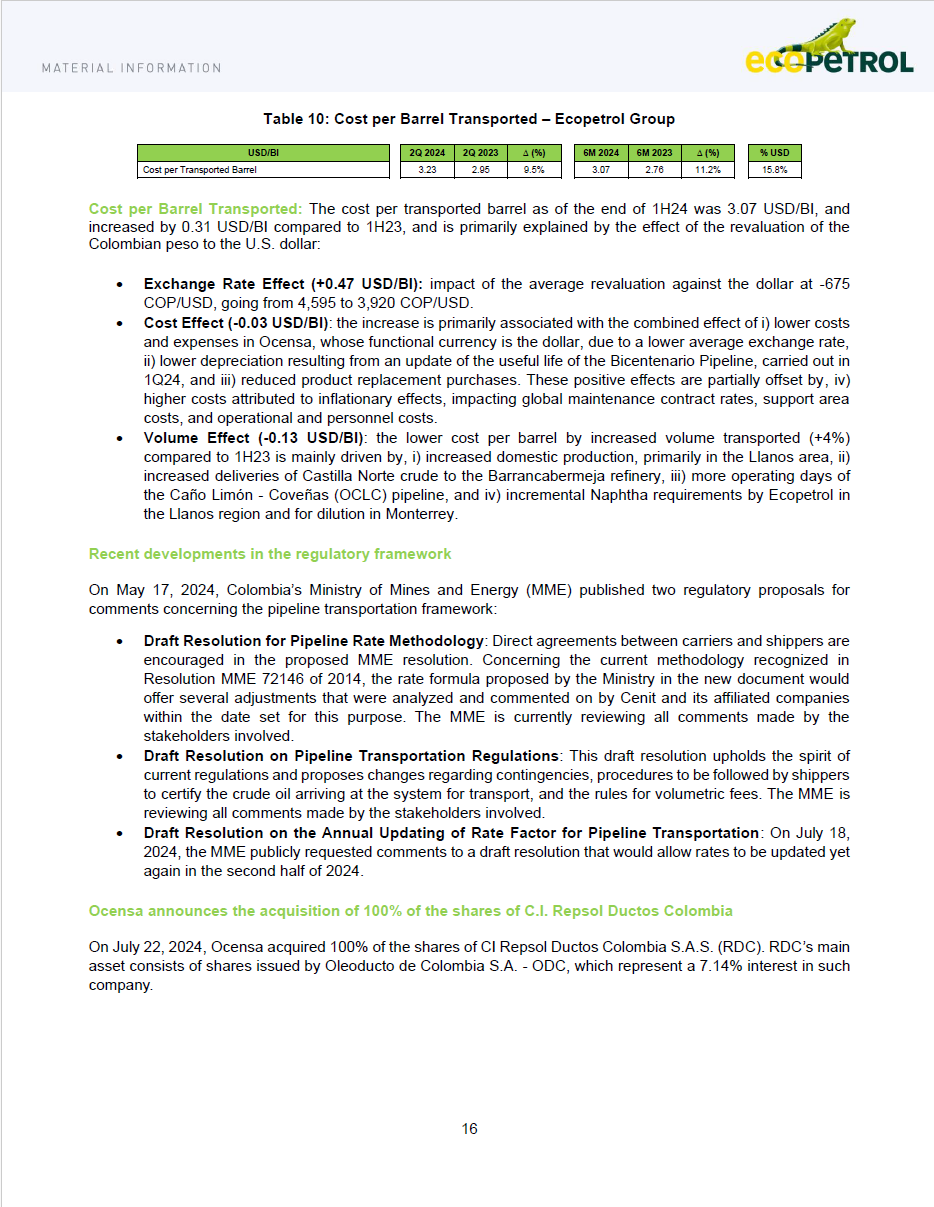 MATERIAL INFORMATION
ecopeTROL
Table 10: Cost per Barrel Transported – Ecopetrol Group
USD/Bl 2Q 2024 2Q 2023 Δ (%) 6M 2024 6M 2023 Δ (%) % USD
Cost per Transported Barrel 3.23 2.95 9.5% 3.07 2.76 11.2% 15.8%
Cost per Barrel Transported: The cost per transported barrel as of the end of 1H24 was 3.07 USD/Bl, and
increased by 0.31 USD/Bl compared to 1H23, and is primarily explained by the effect of the revaluation of the
Colombian peso to the U.S. dollar:
• Exchange Rate Effect (+0.47 USD/Bl): impact of the average revaluation against the dollar at -675
COP/USD, going from 4,595 to 3,920 COP/USD.
• Cost Effect (-0.03 USD/Bl): the increase is primarily associated with the combined effect of i) lower costs
and expenses in Ocensa, whose functional currency is the dollar, due to a lower average exchange rate,
ii) lower depreciation resulting from an update of the useful life of the Bicentenario Pipeline, carried out in
1Q24, and iii) reduced product replacement purchases. These positive effects are partially offset by, iv)
higher costs attributed to inflationary effects, impacting global maintenance contract rates, support area
costs, and operational and personnel costs.
• Volume Effect (-0.13 USD/Bl): the lower cost per barrel by increased volume transported (+4%)
compared to 1H23 is mainly driven by, i) increased domestic production, primarily in the Llanos area, ii)
increased deliveries of Castilla Norte crude to the Barrancabermeja refinery, iii) more operating days of
the Caño Limón - Coveñas (OCLC) pipeline, and iv) incremental Naphtha requirements by Ecopetrol in
the Llanos region and for dilution in Monterrey.
Recent developments in the regulatory framework
On May 17, 2024, Colombia's Ministry of Mines and Energy (MME) published two regulatory proposals for
comments concerning the pipeline transportation framework:
• Draft Resolution for Pipeline Rate Methodology: Direct agreements between carriers and shippers are
encouraged in the proposed MME resolution. Concerning the current methodology recognized in
Resolution MME 72146 of 2014, the rate formula proposed by the Ministry in the new document would
offer several adjustments that were analyzed and commented on by Cenit and its affiliated companies
within the date set for this purpose. The MME is currently reviewing all comments made by the
stakeholders involved.
• Draft Resolution on Pipeline Transportation Regulations: This draft resolution upholds the spirit of
current regulations and proposes changes regarding contingencies, procedures to be followed by shippers
to certify the crude oil arriving at the system for transport, and the rules for volumetric fees. The MME is
reviewing all comments made by the stakeholders involved.
• Draft Resolution on the Annual Updating of Rate Factor for Pipeline Transportation: On July 18,
2024, the MME publicly requested comments to a draft resolution that would allow rates to be updated yet
again in the second half of 2024.
Ocensa announces the acquisition of 100% of the shares of C.I. Repsol Ductos Colombia
On July 22, 2024, Ocensa acquired 100% of the shares of CI Repsol Ductos Colombia S.A.S. (RDC). RDC's main
asset consists of shares issued by Oleoducto de Colombia S.A. - ODC, which represent a 7.14% interest in such
company.
16